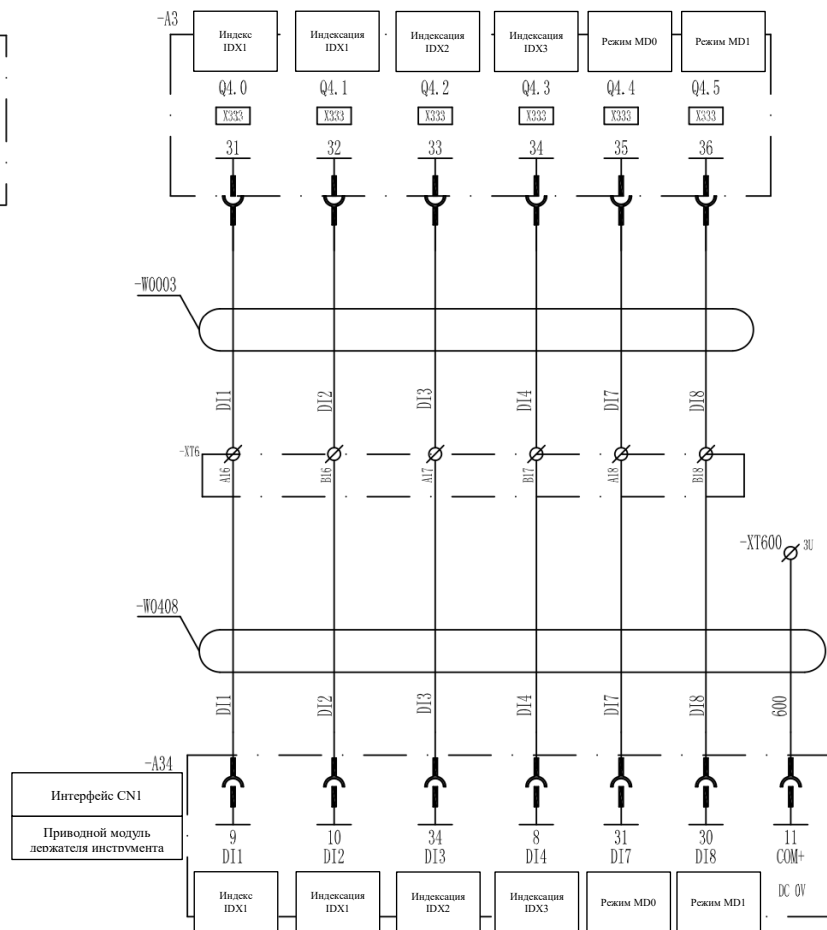 -A3
Индекс IDX1
Индексация IDX1
Индексация IDX2
Индексация IDX3
Режим MD0
Режим MD1
Q4.0 Q4.1 Q4.2 Q4.3 Q4.4 Q4.5
X333 X333 X333 X333 X333 X333
31 32 33 34 35 36
-W0003
DI1 DI2 DI3 DI4 DI7 DI8
-XT6
A16 B16 A17 B17 A18 B18
-XT600 3U
-W0408
DI1 DI2 DI3 DI4 DI7 DI8 600
-A34
Интерфейс CN1
Приводной модуль
держателя инструмента
9 10 34 8 31 30 11
DI1 DI2 DI3 DI4 DI7 DI8 COM+
DC 0V
Индекс IDX1
Индексация IDX1
Индексация IDX2
Индексация IDX3
Режим MD0
Режим MD1